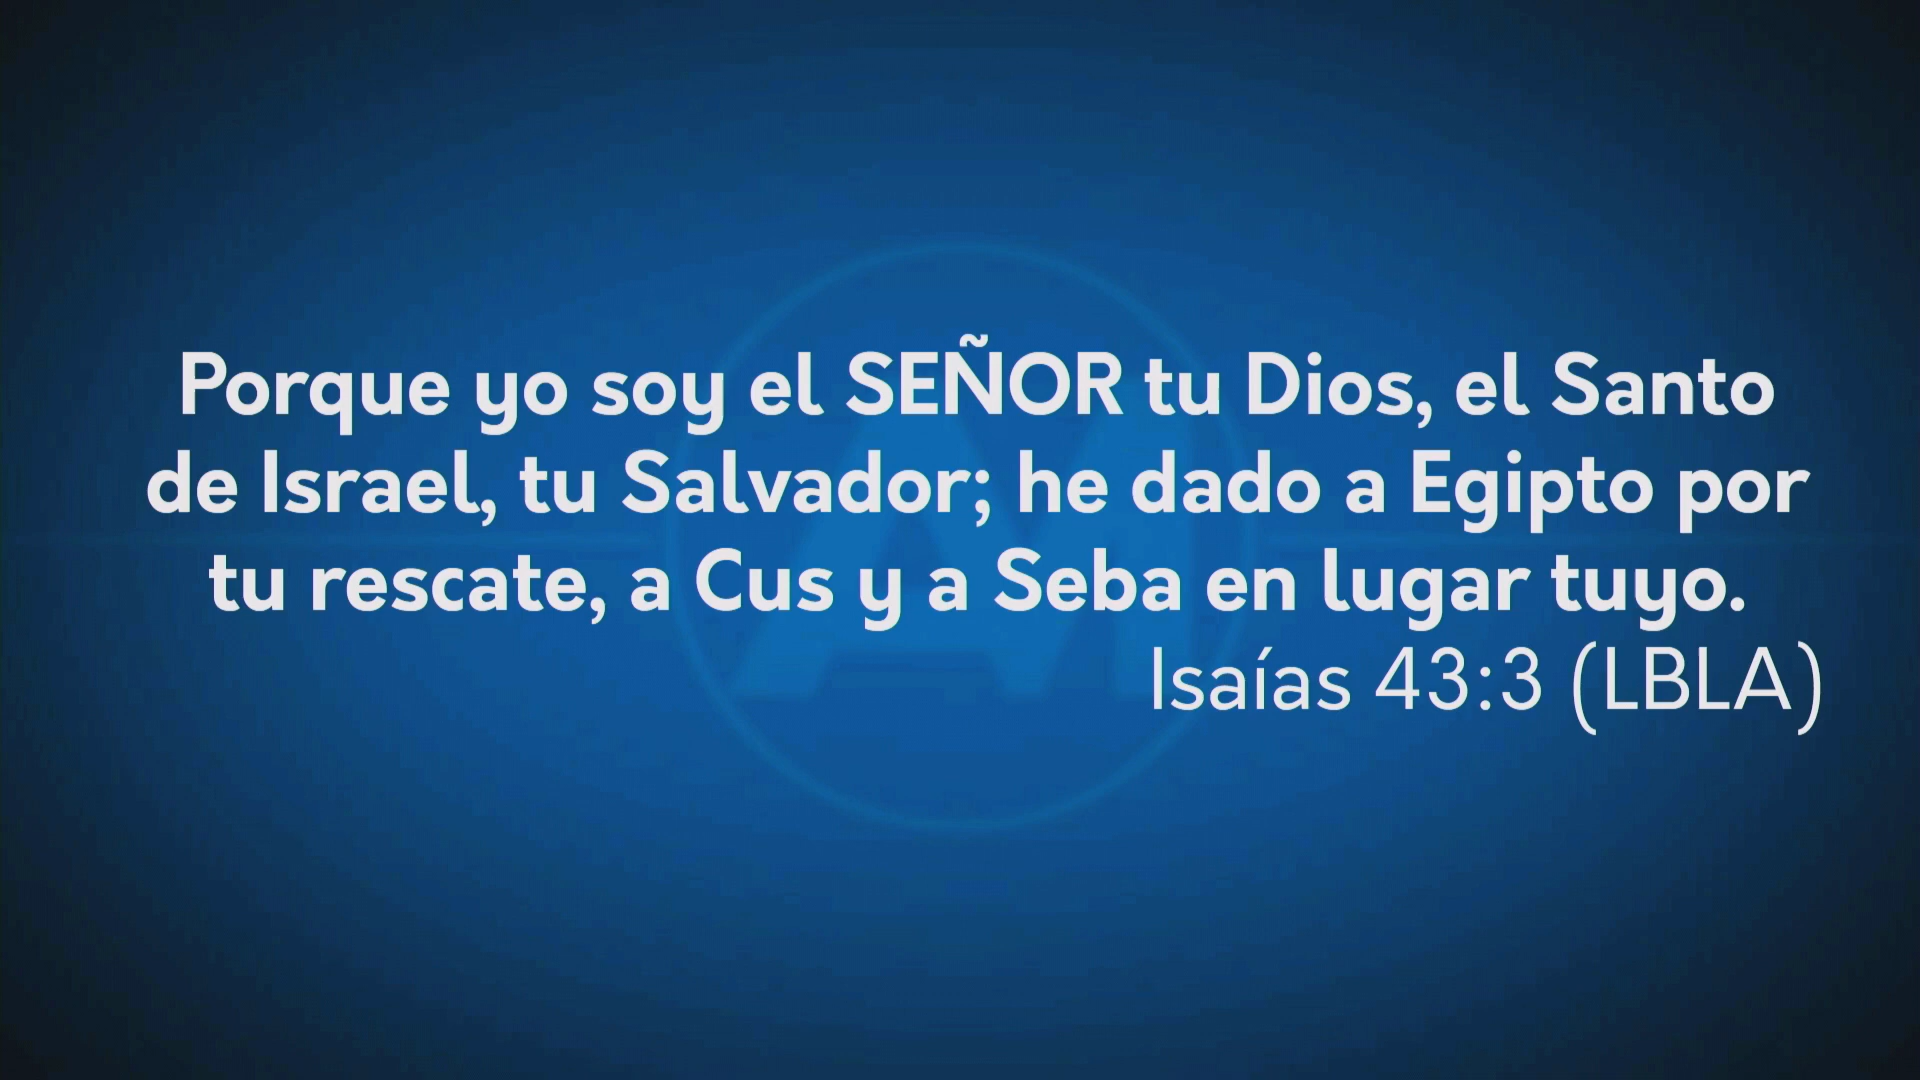 Porque yo soy el SEÑOR tu Dios, el Santo
de Israel, tu Salvador; he dado a Egipto por
tu rescate, a Cus y a Seba en lugar tuyo.
Isaías 43:3 (LBLA)
AM